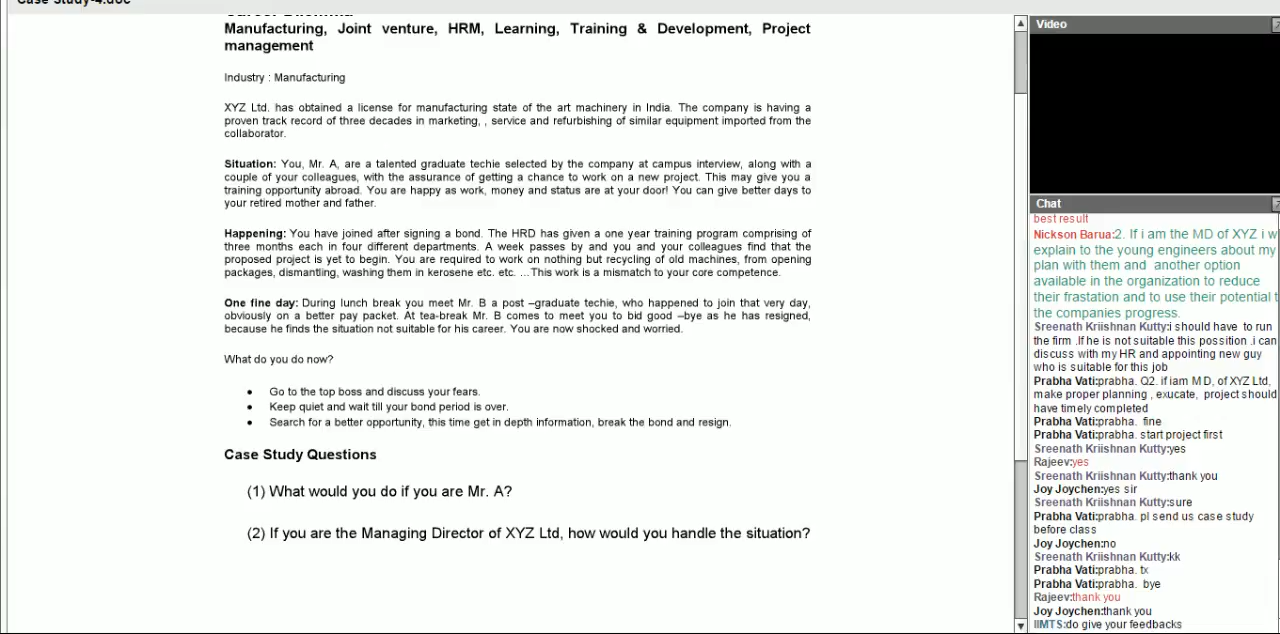 Case Study-4.doc
Career Dilemma
Manufacturing, Joint venture, HRM, Learning, Training & Development, Project
management
Industry : Manufacturing
XYZ Ltd. has obtained a license for manufacturing state of the art machinery in India. The company is having a
proven track record of three decades in marketing, , service and refurbishing of similar equipment imported from the
collaborator.
Situation: You, Mr. A, are a talented graduate techie selected by the company at campus interview, along with a
couple of your colleagues, with the assurance of getting a chance to work on a new project. This may give you a
training opportunity abroad. You are happy as work, money and status are at your door! You can give better days to
your retired mother and father.
Happening: You have joined after signing a bond. The HRD has given a one year training program comprising of
three months each in four different departments. A week passes by and you and your colleagues find that the
proposed project is yet to begin. You are required to work on nothing but recycling of old machines, from opening
packages, dismantling, washing them in kerosene etc. etc. ...This work is a mismatch to your core competence.
One fine day: During lunch break you meet Mr. B a post –graduate techie, who happened to join that very day,
obviously on a better pay packet. At tea-break Mr. B comes to meet you to bid good –bye as he has resigned,
because he finds the situation not suitable for his career. You are now shocked and worried.
What do you do now?
• Go to the top boss and discuss your fears.
• Keep quiet and wait till your bond period is over.
• Search for a better opportunity, this time get in depth information, break the bond and resign.
Case Study Questions
(1) What would you do if you are Mr. A?
(2) If you are the Managing Director of XYZ Ltd, how would you handle the situation?
Video
Chat
best result
Nickson Barua:2. If i am the MD of XYZ i w
explain to the young engineers about my
plan with them and another option
available in the organization to reduce
their frastation and to use their potential t
the companies progress.
Sreenath Kriishnan Kutty:i should have to run
the firm .If he is not suitable this possition .i can
discuss with my HR and appointing new guy
who is suitable for this job
Prabha Vati:prabha. Q2. if iam M D, of XYZ Ltd,
make proper planning , exucate, project should
have timely completed
Prabha Vati:prabha. fine
Prabha Vati:prabha. start project first
Sreenath Kriishnan Kutty:yes
Rajeev:yes
Sreenath Kriishnan Kutty:thank you
Joy Joychen:yes sir
Sreenath Kriishnan Kutty:sure
Prabha Vati:prabha. pl send us case study
before class
Joy Joychen:no
Sreenath Kriishnan Kutty:kk
Prabha Vati:prabha. tx
Prabha Vati:prabha. bye
Rajeev:thank you
Joy Joychen:thank you
IIMTS:do give your feedbacks